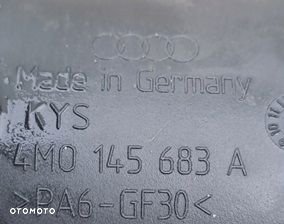 Made in Germany
KYS
4M0 145 683 A
>PA6-GF30<
OTOMOTO